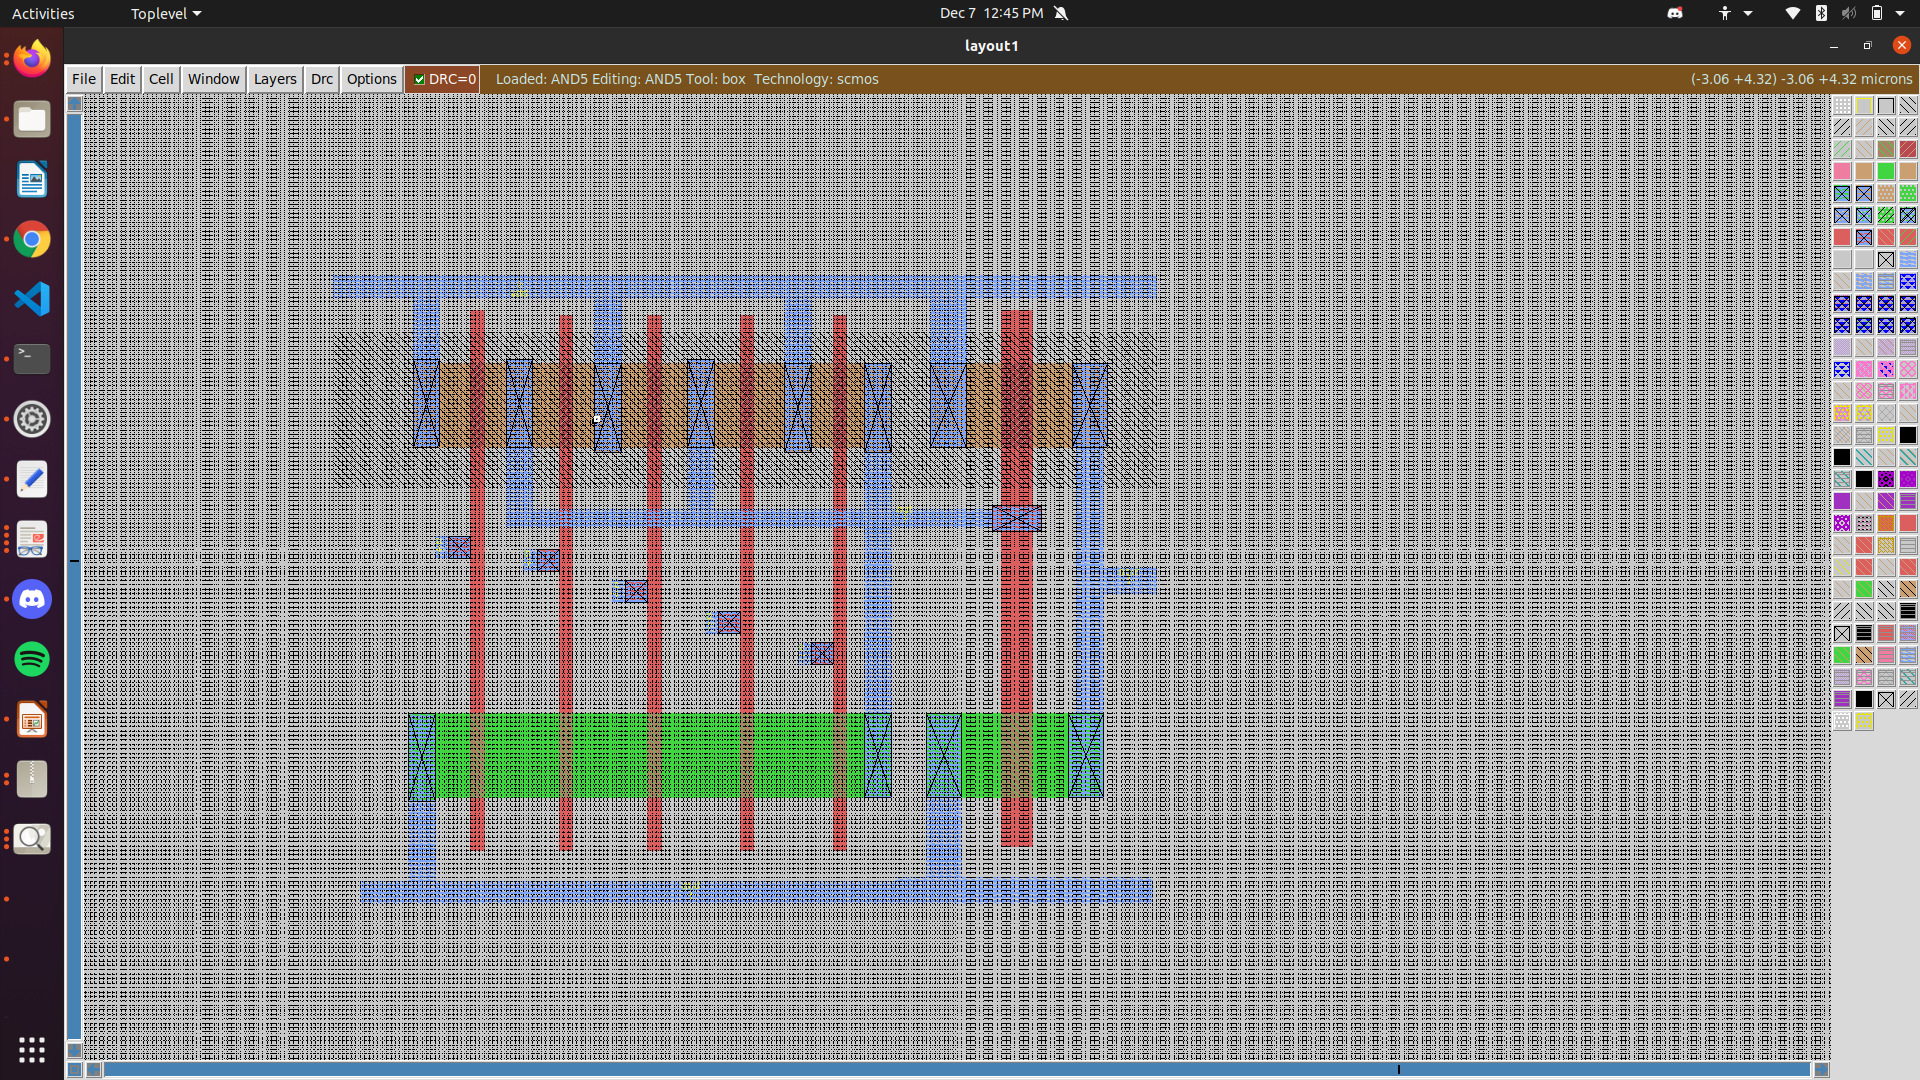 Activities
Toplevel
Dec 7 12:45 PM
layout1
File
Edit
Cell
Window
Layers
Drc
Options
DRC=0
Loaded: AND5 Editing: AND5 Tool: box Technology: scmos
(-3.06 +4.32) -3.06 +4.32 microns